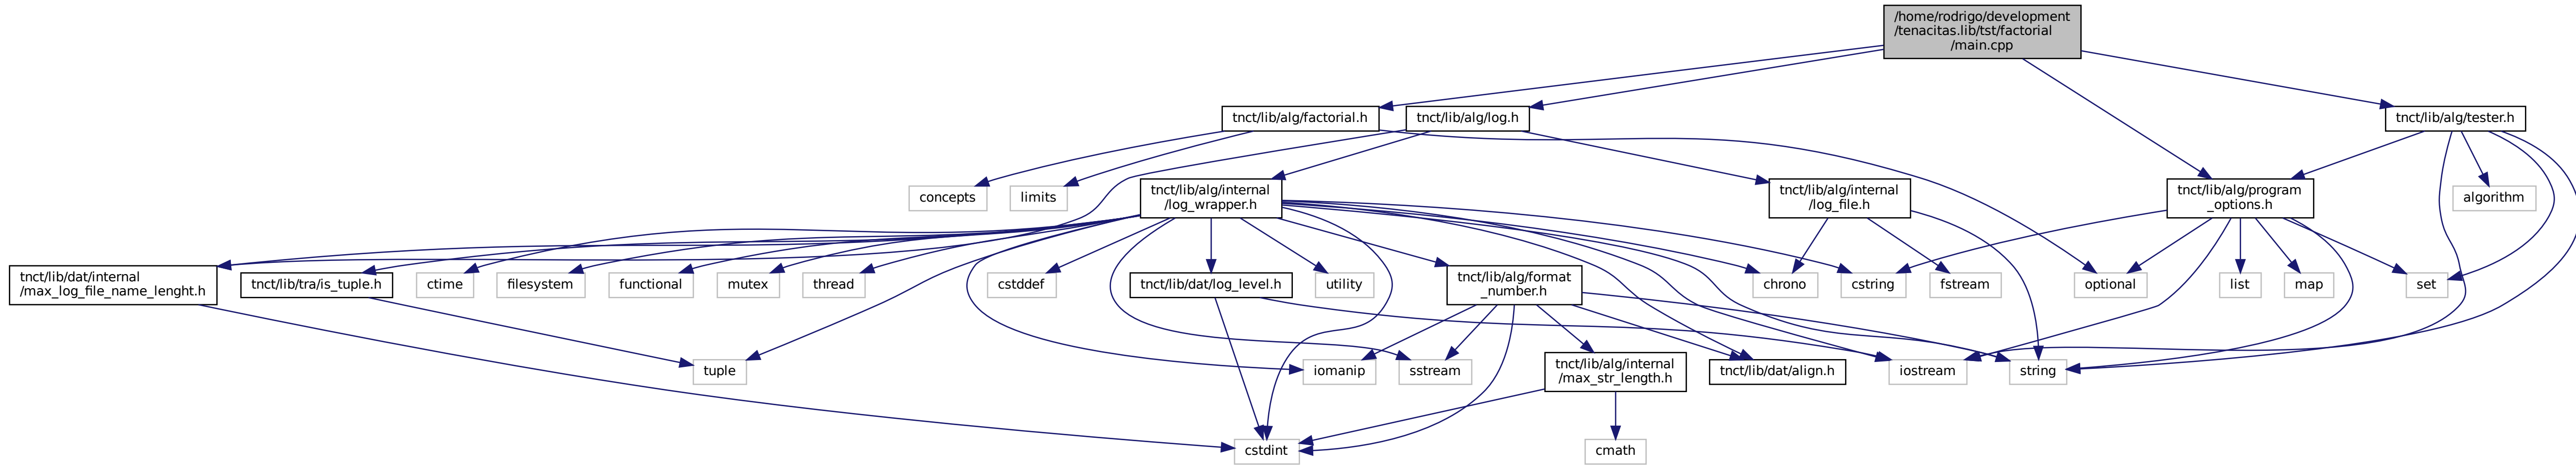 /home/rodrigo/development
/tenacitas.lib/tst/factorial
/main.cpp
tnct/lib/alg/factorial.h
tnct/lib/alg/log.h
tnct/lib/alg/tester.h
concepts
limits
tnct/lib/alg/internal
/log_wrapper.h
tnct/lib/alg/internal
/log_file.h
tnct/lib/alg/program
_options.h
algorithm
tnct/lib/dat/internal
/max_log_file_name_lenght.h
tnct/lib/tra/is_tuple.h
ctime
filesystem
functional
mutex
thread
cstddef
tnct/lib/dat/log_level.h
utility
tnct/lib/alg/format
_number.h
chrono
cstring
fstream
optional
list
map
set
tuple
iomanip
sstream
tnct/lib/alg/internal
/max_str_length.h
tnct/lib/dat/align.h
iostream
string
cstdint
cmath